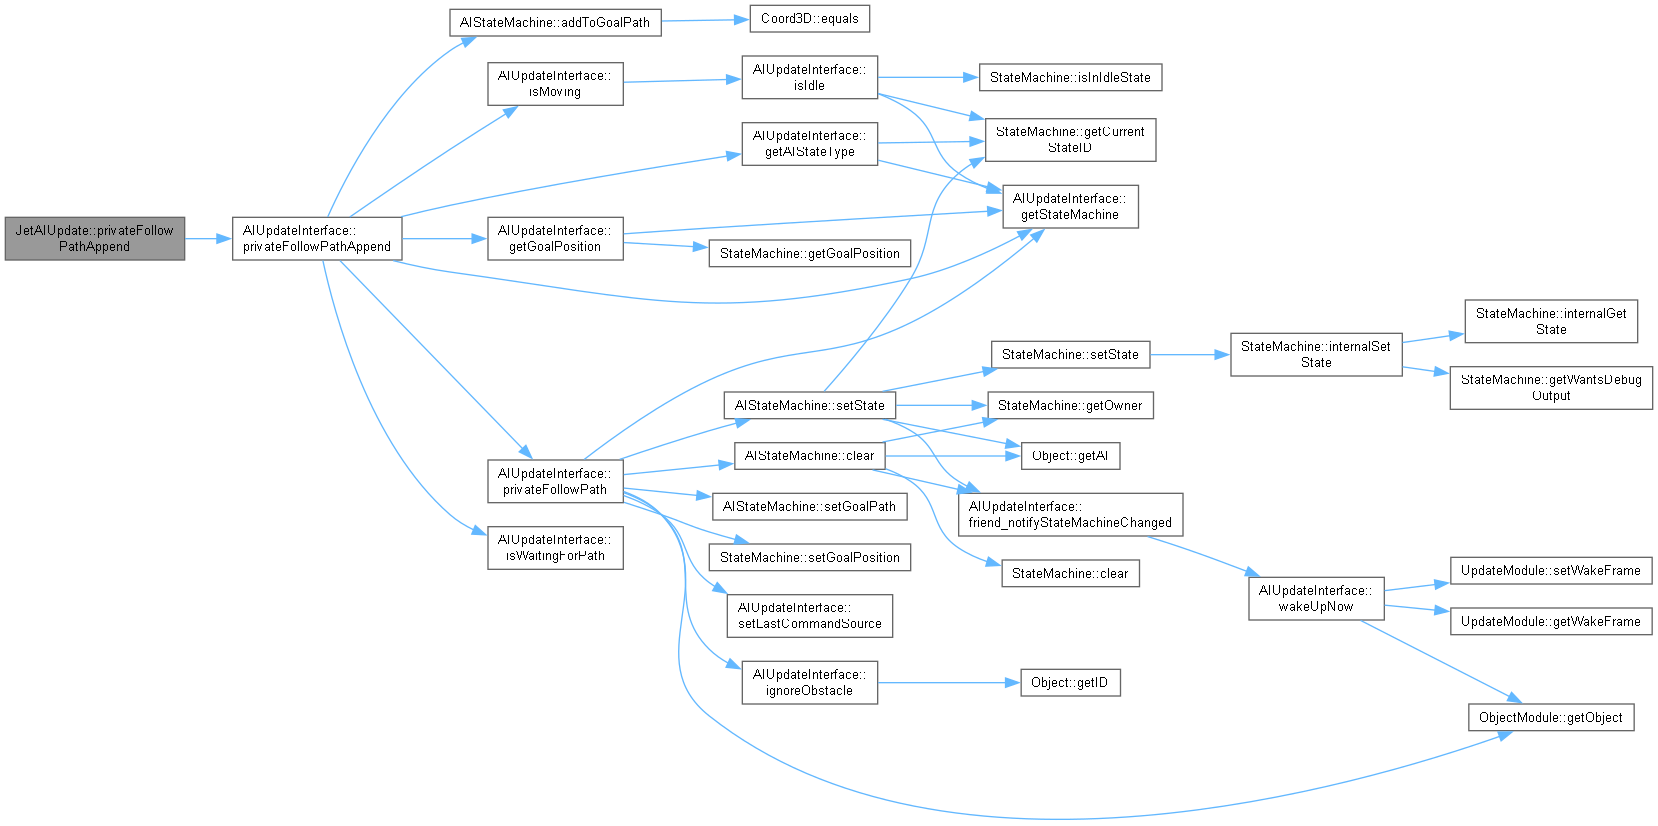 AIStateMachine::addToGoalPath
Coord3D::equals
AIUpdateInterface::
isMoving
AIUpdateInterface::
isIdle
StateMachine::isInIdleState
StateMachine::getCurrent
StateID
AIUpdateInterface::
getAIStateType
AIUpdateInterface::
getStateMachine
JetAIUpdate::privateFollow
PathAppend
AIUpdateInterface::
privateFollowPathAppend
AIUpdateInterface::
getGoalPosition
StateMachine::getGoalPosition
StateMachine::internalGet
State
StateMachine::setState
StateMachine::internalSet
State
StateMachine::getWantsDebug
Output
AIStateMachine::setState
StateMachine::getOwner
AIStateMachine::clear
Object::getAI
AIUpdateInterface::
privateFollowPath
AIStateMachine::setGoalPath
AIUpdateInterface::
friend_notifyStateMachineChanged
AIUpdateInterface::
isWaitingForPath
StateMachine::setGoalPosition
StateMachine::clear
UpdateModule::setWakeFrame
AIUpdateInterface::
wakeUpNow
AIUpdateInterface::
setLastCommandSource
UpdateModule::getWakeFrame
AIUpdateInterface::
ignoreObstacle
Object::getID
ObjectModule::getObject